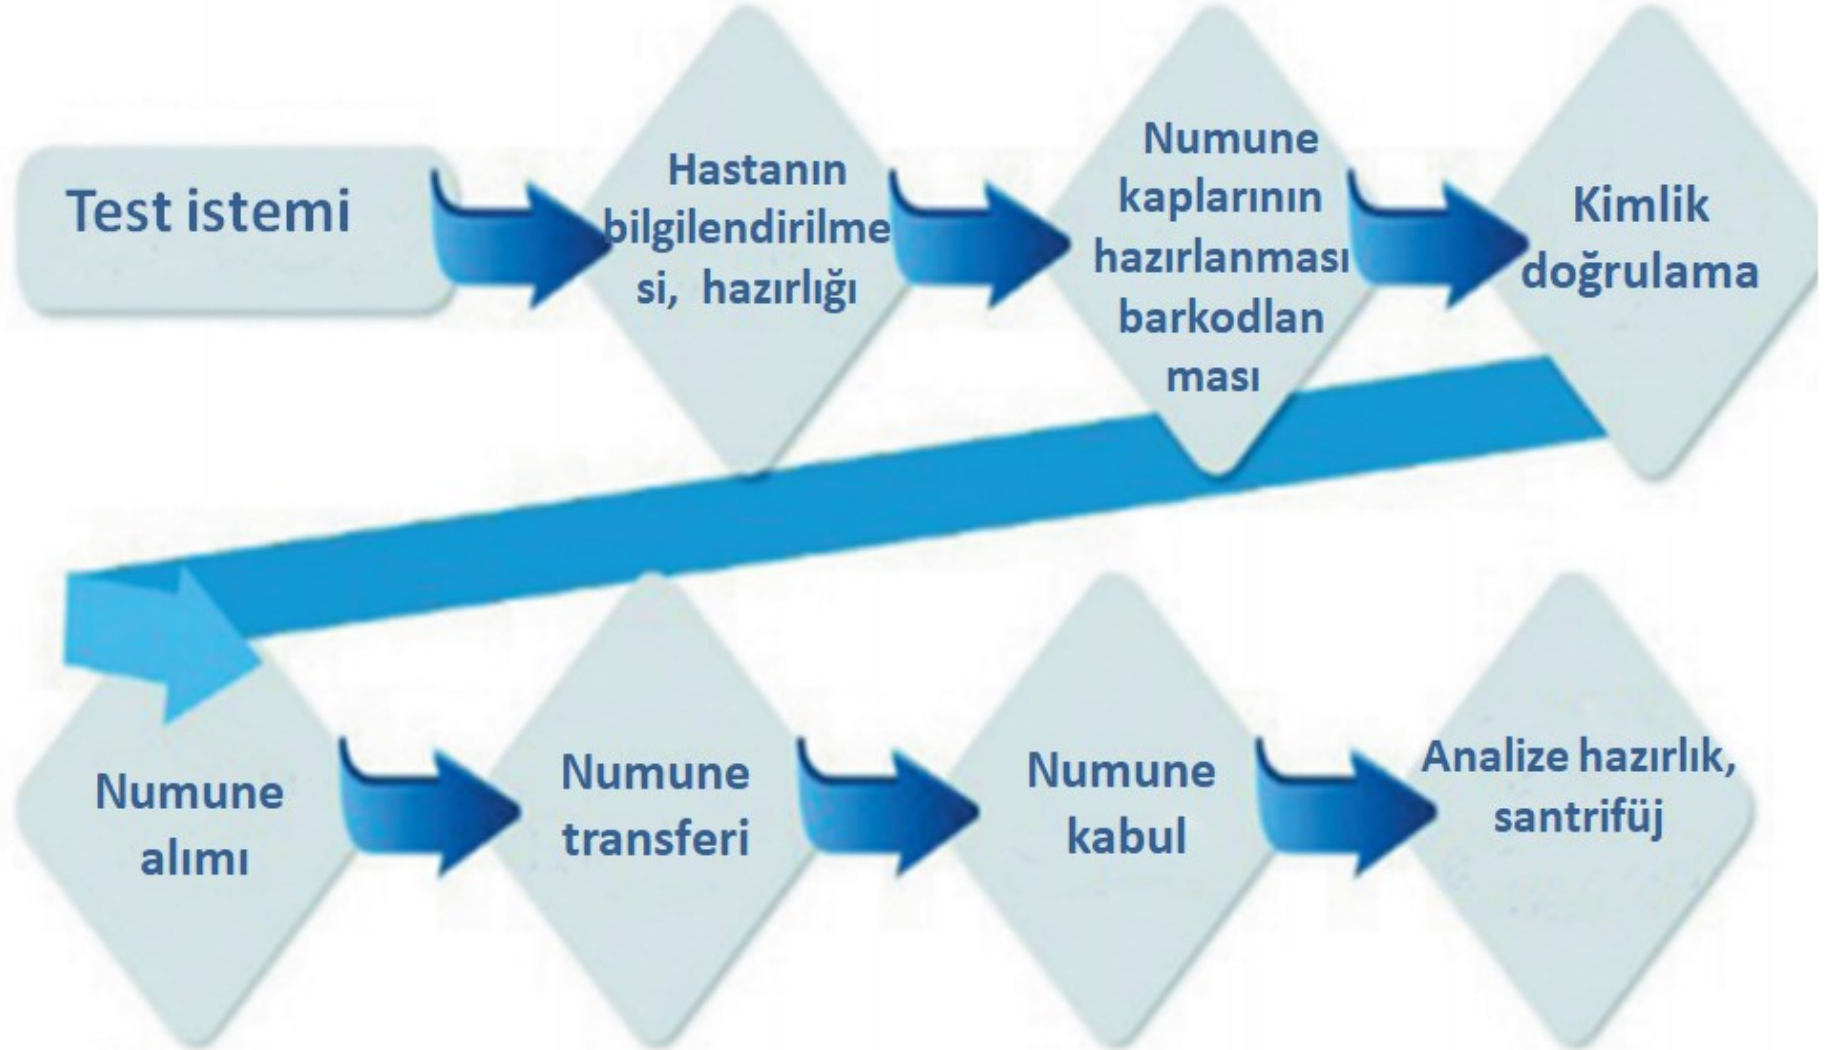 Test istemi
Hastanın
bilgilendirilme
si, hazırlığı
Numune
kaplarının
hazırlanması
barkodlan
ması
Kimlik
doğrulama
Numune
alımı
Numune
transferi
Numune
kabul
Analize hazırlık,
santrifüj